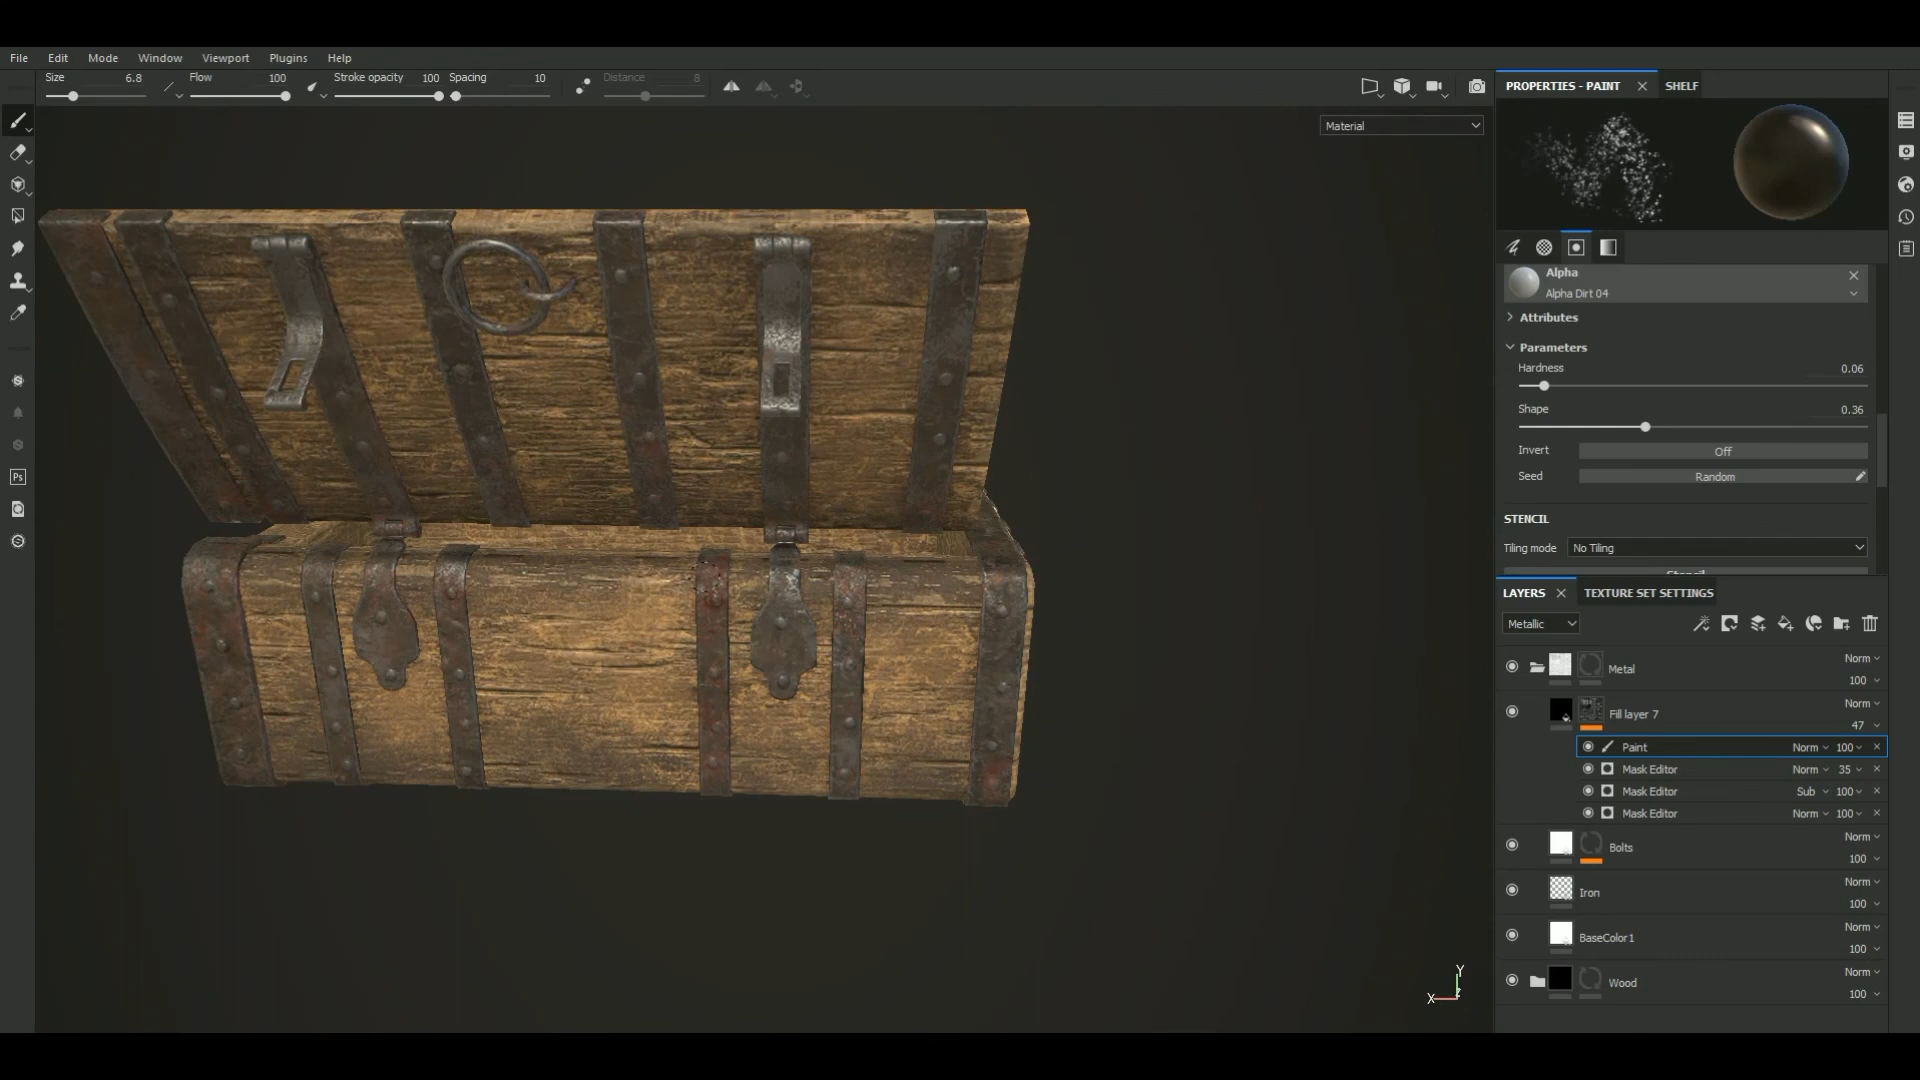 File Edit Mode Window Viewport Plugins Help
Size 6.8 Flow 100 Stroke opacity 100 Spacing 10 Distance 8
Material
PROPERTIES - PAINT SHELF
Alpha
Alpha Dirt 04
Attributes
Parameters
Hardness 0.06
Shape 0.36
Invert Off
Seed Random
STENCIL
Tiling mode No Tiling
Stencil
LAYERS TEXTURE SET SETTINGS
Metallic
Metal Norm 100
Fill layer 7 Norm 47
Paint Norm 100
Mask Editor Norm 35
Mask Editor Sub 100
Mask Editor Norm 100
Bolts Norm 100
Iron Norm 100
BaseColor1 Norm 100
Wood Norm 100
Ps
Y
X Z